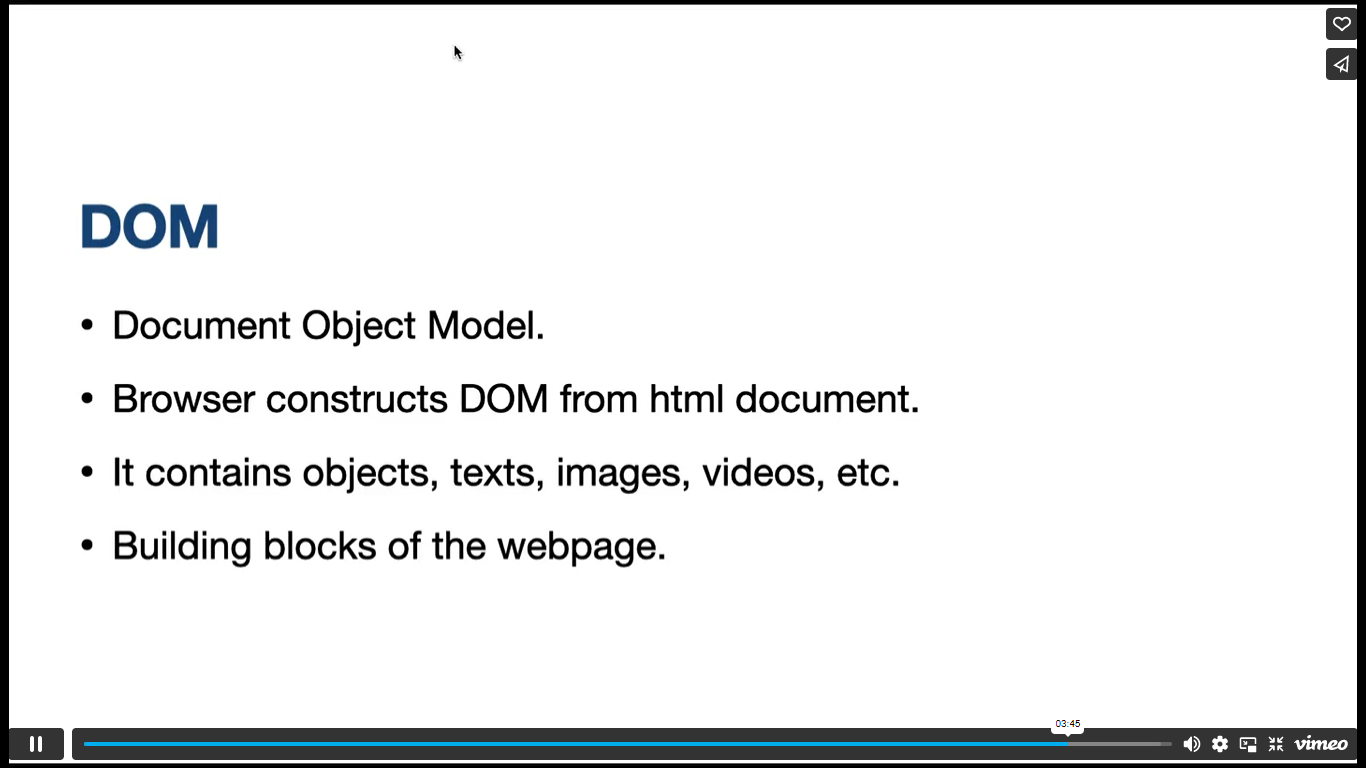 DOM
• Document Object Model.
• Browser constructs DOM from html document.
• It contains objects, texts, images, videos, etc.
• Building blocks of the webpage.
03:45
vimeo